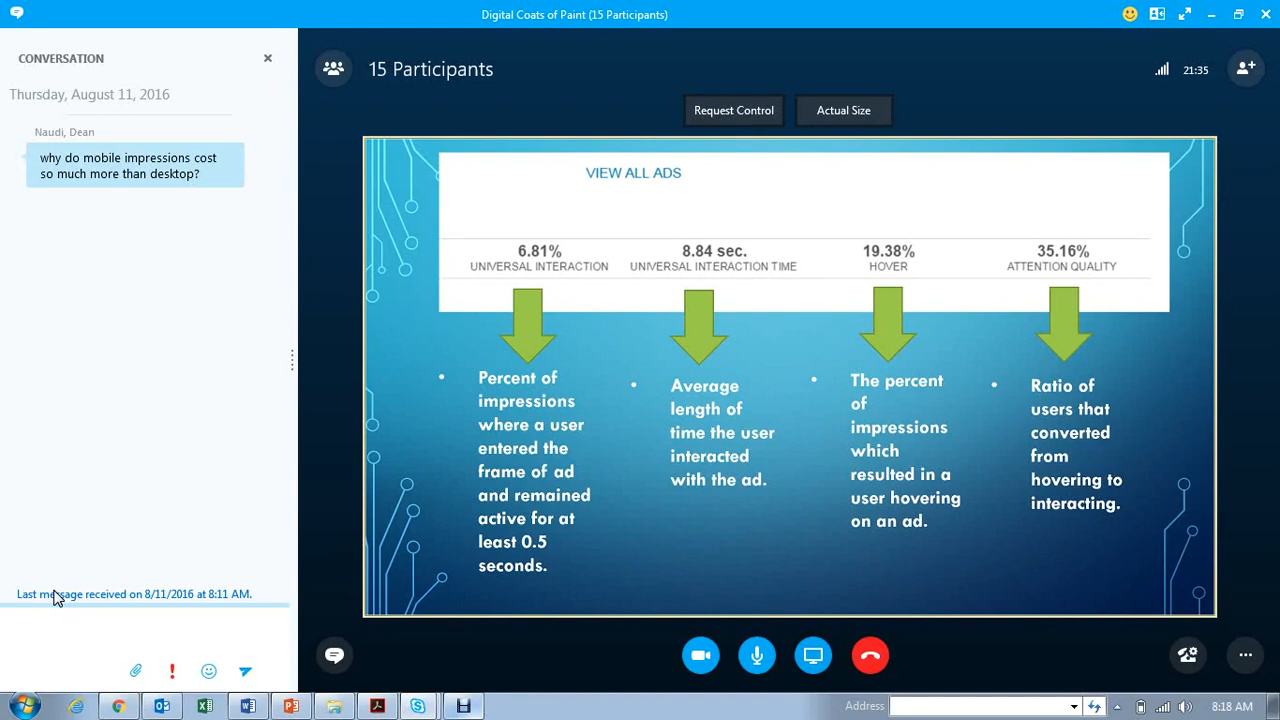 Digital Coats of Paint (15 Participants)
CONVERSATION
Thursday, August 11, 2016
Naudi, Dean
why do mobile impressions cost
so much more than desktop?
Last message received on 8/11/2016 at 8:11 AM.
15 Participants
21:35
Request Control
Actual Size
VIEW ALL ADS
6.81%
UNIVERSAL INTERACTION
8.84 sec.
UNIVERSAL INTERACTION TIME
19.38%
HOVER
35.16%
ATTENTION QUALITY
• Percent of
impressions
where a user
entered the
frame of ad
and remained
active for at
least 0.5
seconds.
• Average
length of
time the user
interacted
with the ad.
• The percent
of
impressions
which
resulted in a
user hovering
on an ad.
• Ratio of
users that
converted
from
hovering to
interacting.
Address
8:18 AM